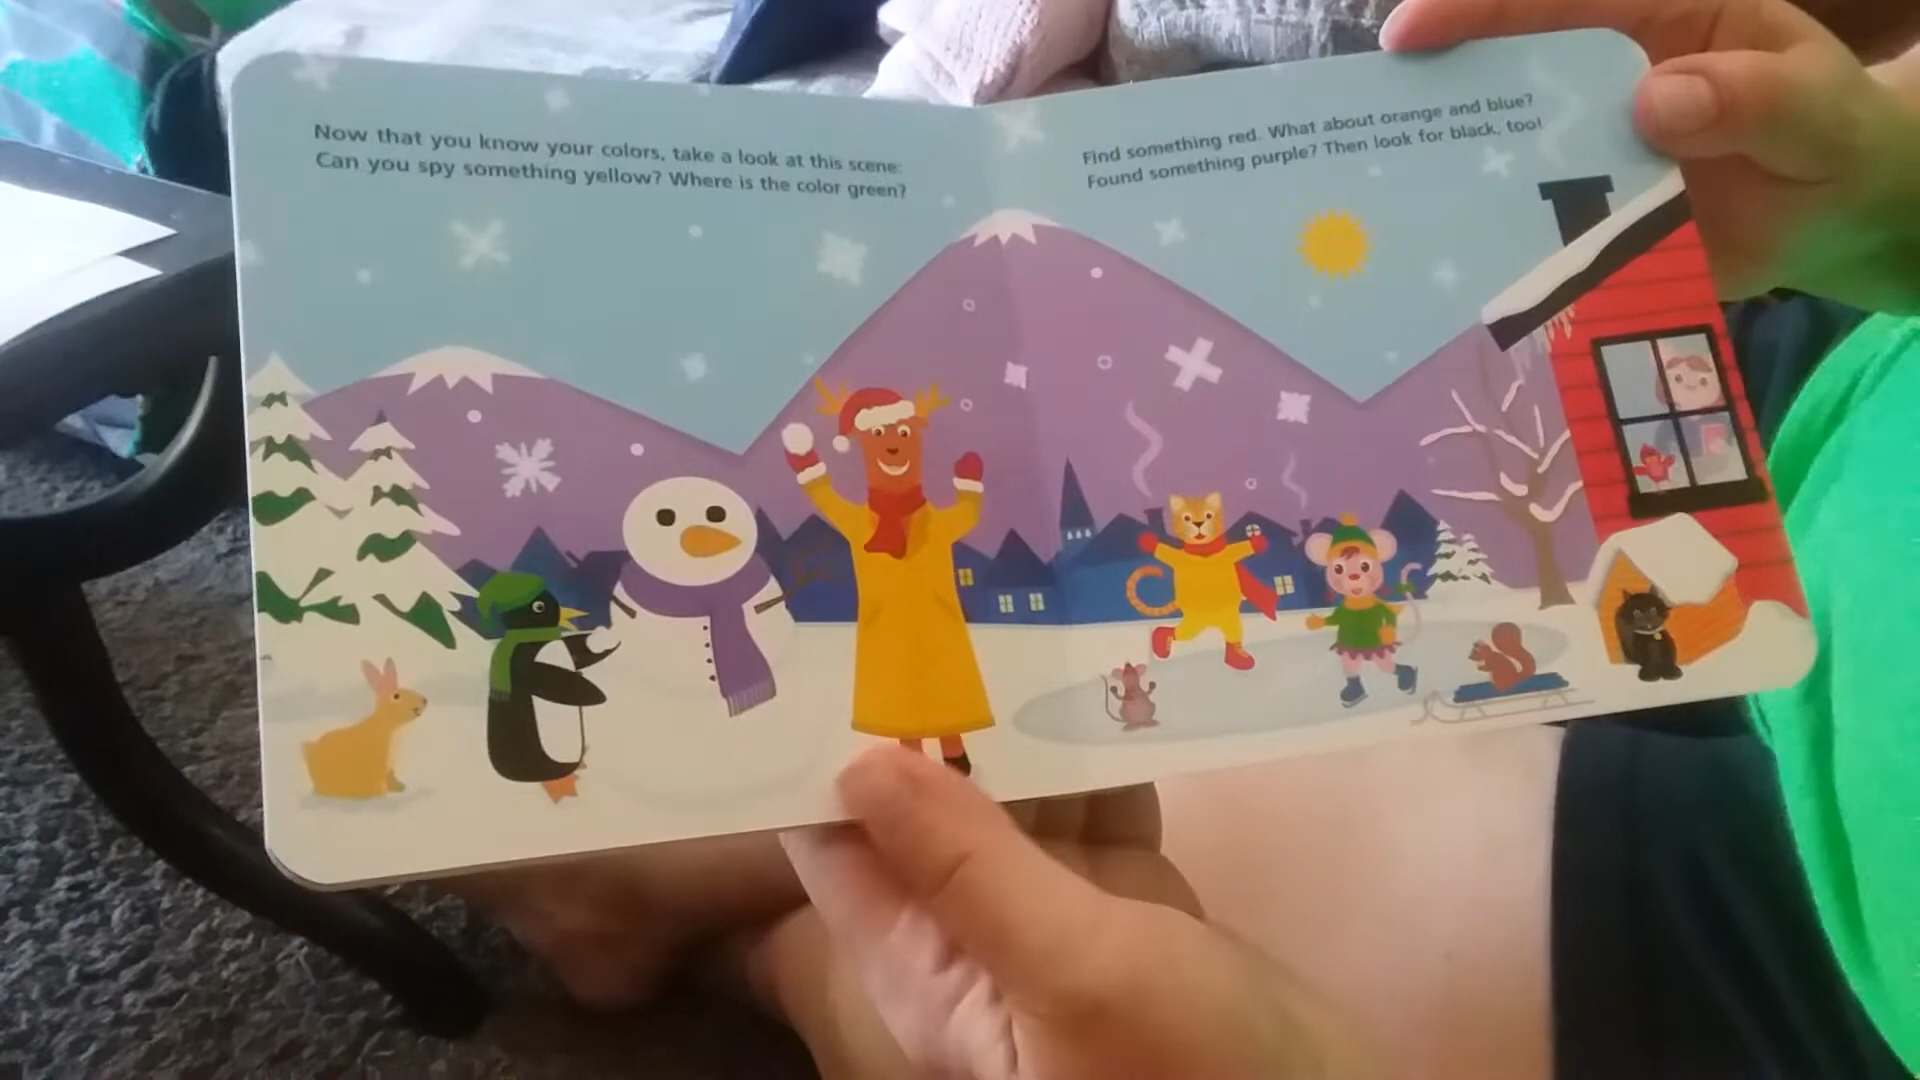 Now that you know your colors, take a look at this scene:
Can you spy something yellow? Where is the color green?
Find something red. What about orange and blue?
Found something purple? Then look for black, too!